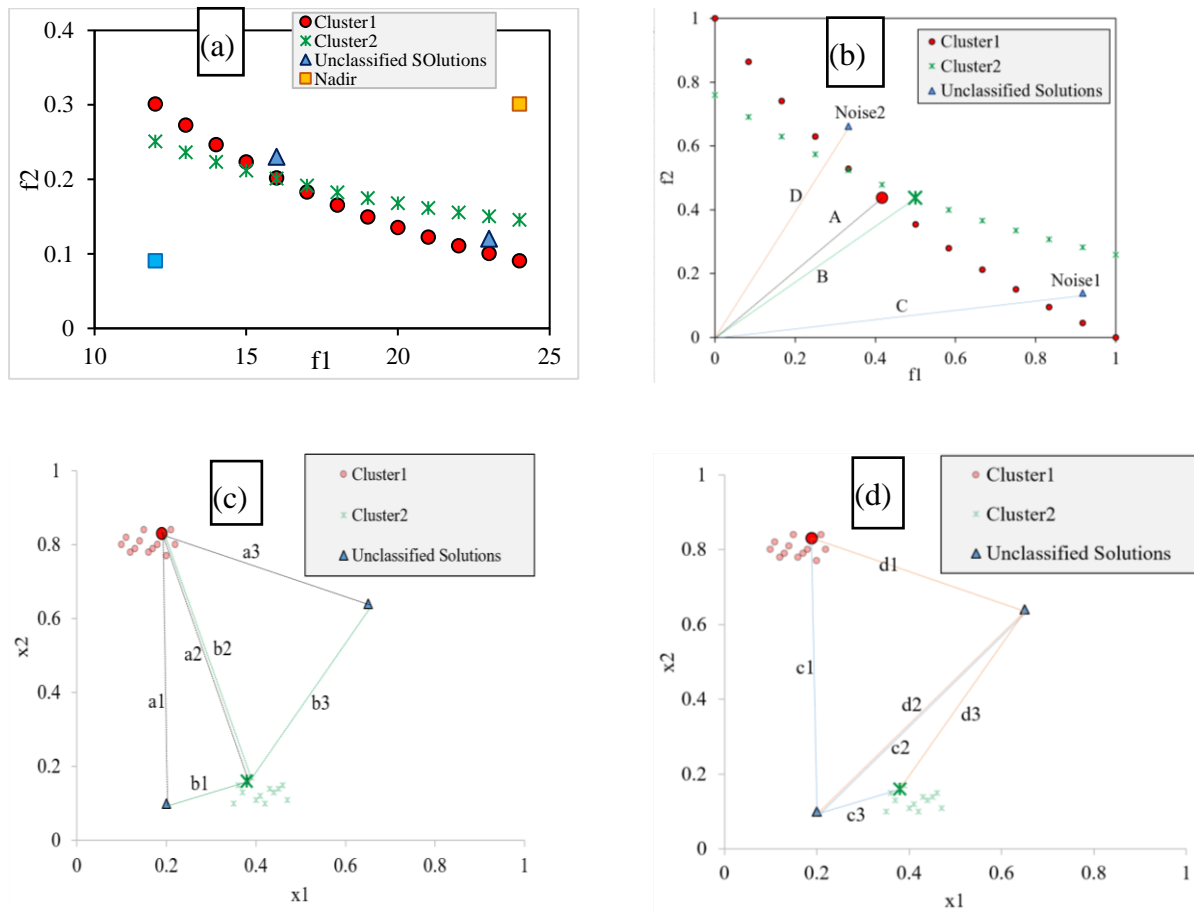 0.4
0.3
0.2
0.1
0
f2
(a)
Cluster1
Cluster2
Unclassified SOlutions
Nadir
10
15
20
25
f1
1
0.8
0.6
0.4
0.2
0
f2
(b)
Cluster1
Cluster2
Unclassified Solutions
Noise2
D
A
B
C
Noise1
0
0.2
0.4
0.6
0.8
1
f1
1
0.8
0.6
0.4
0.2
0
x2
(c)
Cluster1
Cluster2
Unclassified Solutions
a3
b2
a2
a1
b3
b1
0
0.2
0.4
0.6
0.8
1
x1
1
0.8
0.6
0.4
0.2
0
x2
(d)
Cluster1
Cluster2
Unclassified Solutions
d1
c1
d2
d3
c2
c3
0
0.2
0.4
0.6
0.8
1
x1